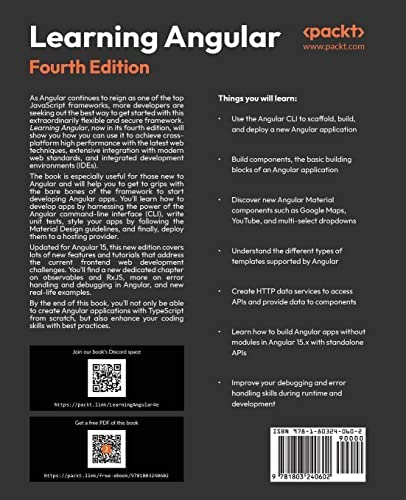 Learning Angular
Fourth Edition
<packt>
www.packt.com
As Angular continues to reign as one of the top
JavaScript frameworks, more developers are
seeking out the best way to get started with this
extraordinarily flexible and secure framework.
Learning Angular, now in its fourth edition, will
show you how you can use it to achieve cross-
platform high performance with the latest web
techniques, extensive integration with modern
web standards, and integrated development
environments (IDEs).
The book is especially useful for those new to
Angular and will help you to get to grips with
the bare bones of the framework to
start developing Angular apps. You'll learn how to
develop apps by harnessing the power of the
Angular command-line interface (CLI), write
unit tests, style your apps by following the
Material Design guidelines, and finally, deploy
them to a hosting provider.
Updated for Angular 15, this new edition covers
lots of new features and tutorials that address
the current frontend web development
challenges. You'll find a new dedicated chapter
on observables and RxJS, more on error
handling and debugging in Angular, and new
real-life examples.
By the end of this book, you'll not only be able
to create Angular applications with TypeScript
from scratch, but also enhance your coding
skills with best practices.
Join our book's Discord space
https://packt.link/LearningAngular4e
Get a free PDF of this book
https://packt.link/free-ebook/9781803240602
Things you will learn:
• Use the Angular CLI to scaffold, build,
and deploy a new Angular application
• Build components, the basic building
blocks of an Angular application
• Discover new Angular Material
components such as Google Maps,
YouTube, and multi-select dropdowns
• Understand the different types of
templates supported by Angular
• Create HTTP data services to access
APIs and provide data to components
• Learn how to build Angular apps without
modules in Angular 15.x with standalone
APIs
• Improve your debugging and error
handling skills during runtime and
development
ISBN 978-1-80324-060-2
90000
9 781803 240602